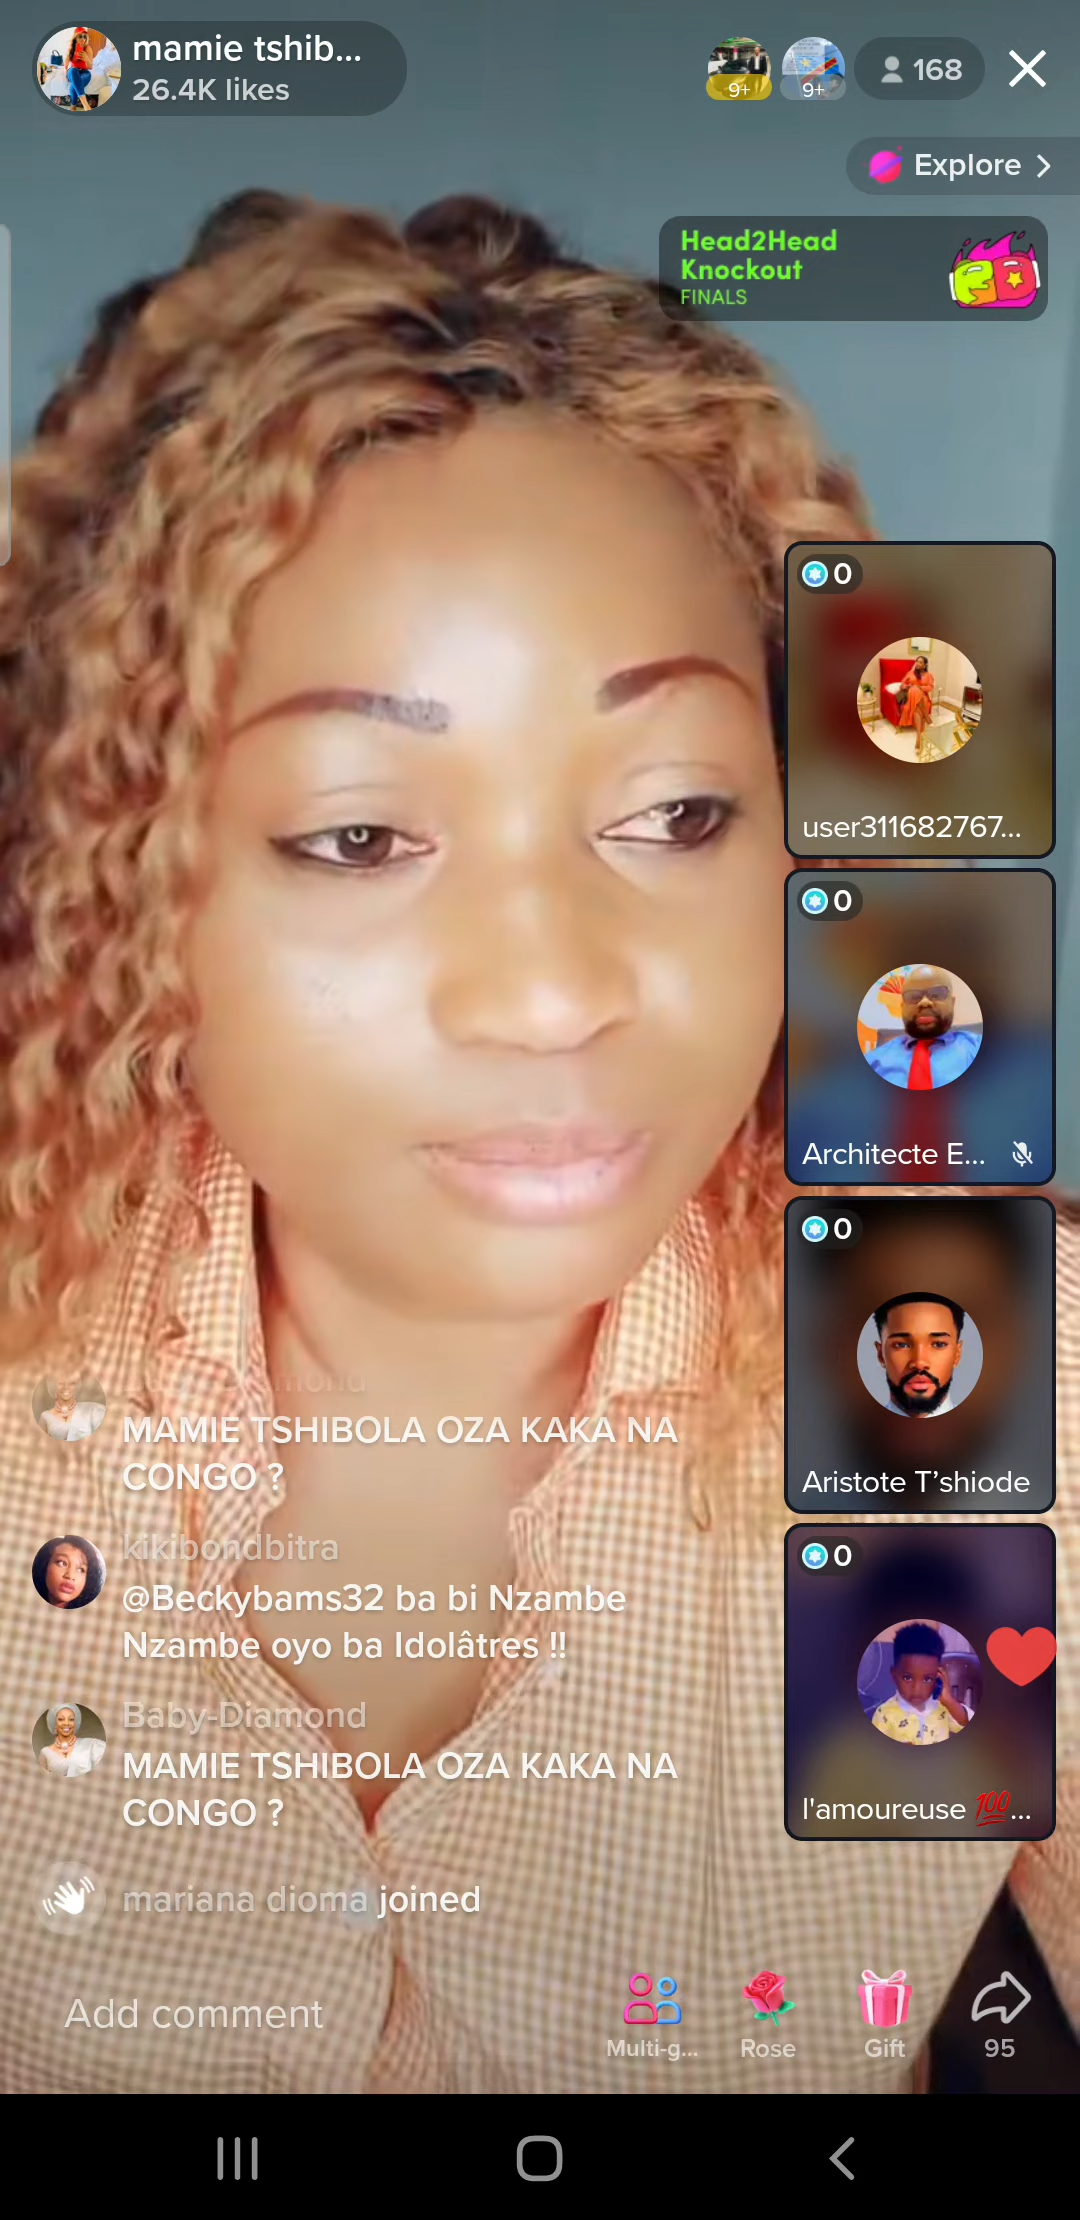 mamie tshib...
26.4K likes
9+
9+
168
Explore
Head2Head
Knockout
FINALS
0
user311682767...
0
Architecte E...
0
Aristote T’shiode
0
l'amoureuse 💯...
MAMIE TSHIBOLA OZA KAKA NA
CONGO ?
kikibondbitra
@Beckybams32 ba bi Nzambe
Nzambe oyo ba Idolâtres !!
Baby-Diamond
MAMIE TSHIBOLA OZA KAKA NA
CONGO ?
mariana dioma joined
Add comment
Multi-g...
Rose
Gift
95